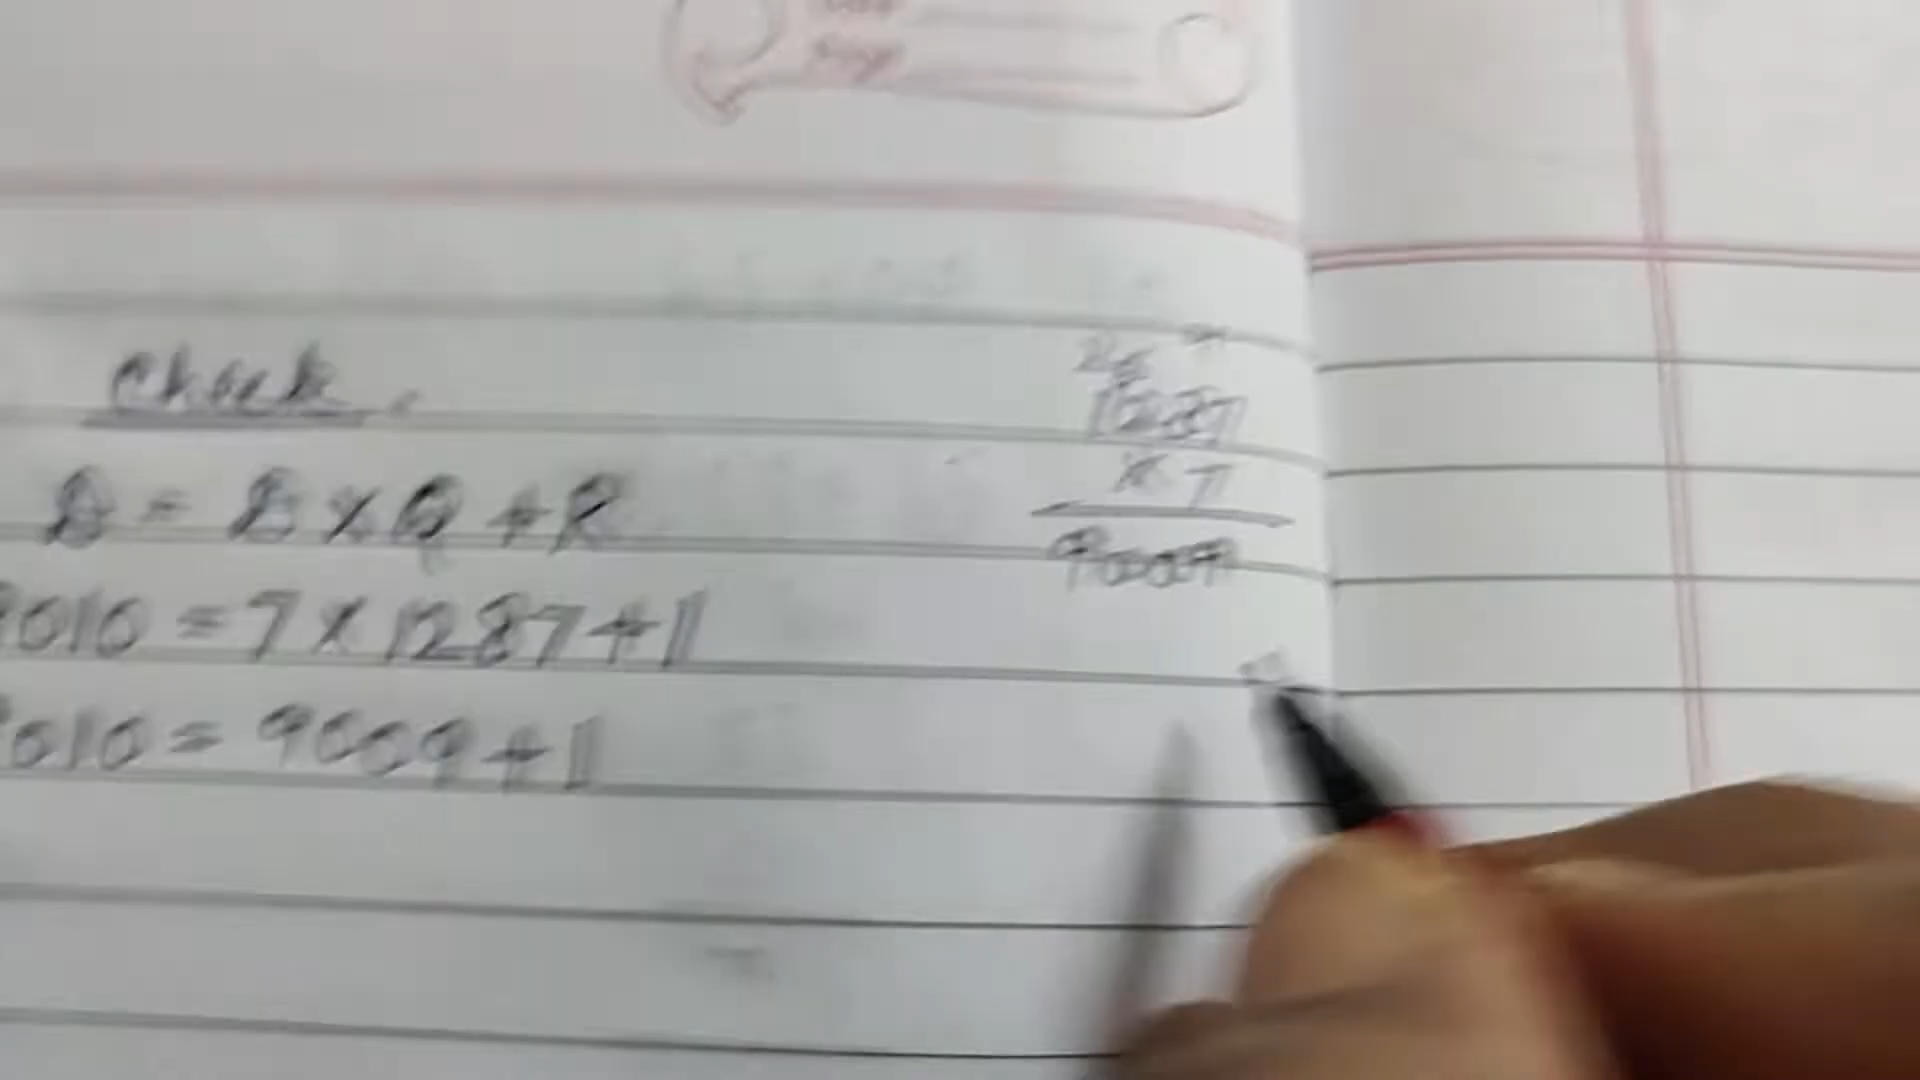 Check.
D = D × Q + R
9010 = 7 × 1287 + 1
9010 = 9009 + 1
1287
× 7
9009